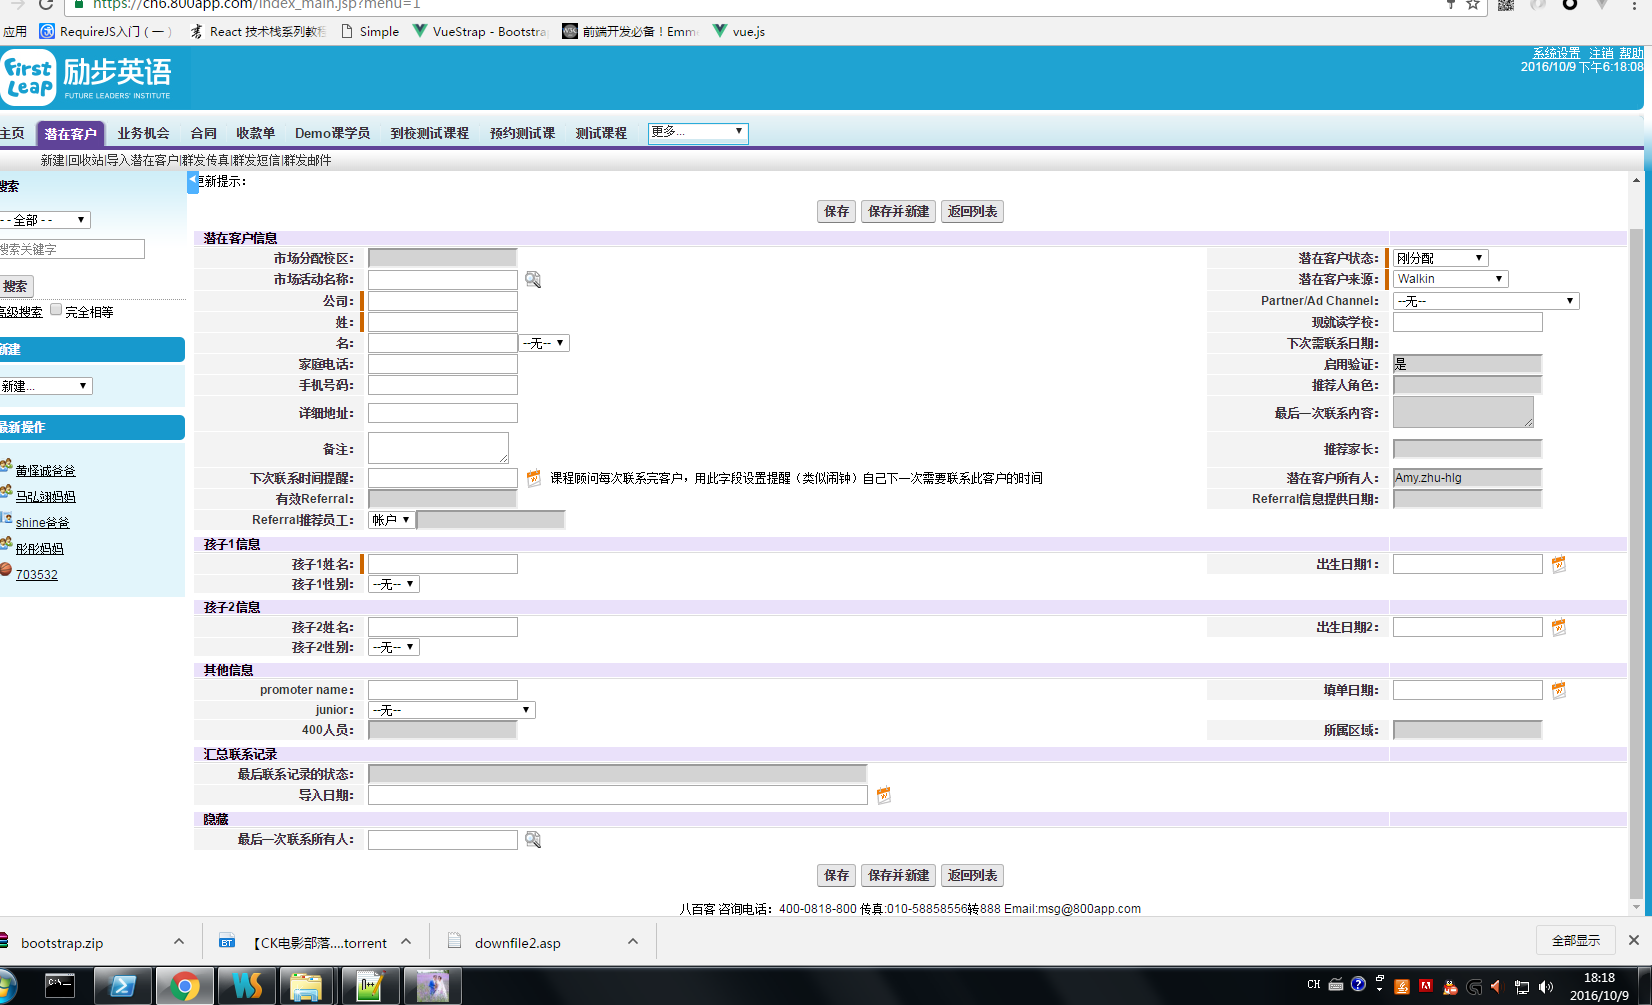 https://cn6.800app.com/index_main.jsp?menu=1
应用 RequireJS入门 (一) React 技术栈系列教程 Simple VueStrap - Bootstra 前端开发必备！Emm vue.js
First Leap 励步英语
FUTURE LEADERS' INSTITUTE
系统设置 注销 帮助
2016/10/9 下午6:18:08
主页 潜在客户 业务机会 合同 收款单 Demo课学员 到校测试课程 预约测试课 测试课程 更多...
新建|回收站|导入潜在客户|群发传真|群发短信|群发邮件
搜索
--全部--
搜索关键字
搜索
高级搜索 完全相等
新建
新建...
最新操作
黄怿诚爸爸
马弘翊妈妈
shine爸爸
彤彤妈妈
703532
更新提示：
保存 保存并新建 返回列表
潜在客户信息
市场分配校区： 潜在客户状态： 刚分配
市场活动名称： 潜在客户来源： Walkin
公司： Partner/Ad Channel： --无--
姓： 现就读学校：
名： --无-- 下次需联系日期：
家庭电话： 启用验证： 是
手机号码： 推荐人角色：
详细地址： 最后一次联系内容：
备注： 推荐家长：
下次联系时间提醒： 课程顾问每次联系完客户，用此字段设置提醒（类似闹钟）自己下一次需要联系此客户的时间 潜在客户所有人： Amy.zhu-hlg
有效Referral： Referral信息提供日期：
Referral推荐员工： 帐户
孩子1信息
孩子1姓名： 出生日期1：
孩子1性别： --无--
孩子2信息
孩子2姓名： 出生日期2：
孩子2性别： --无--
其他信息
promoter name： 填单日期：
junior： --无--
400人员： 所属区域：
汇总联系记录
最后联系记录的状态：
导入日期：
隐藏
最后一次联系所有人：
保存 保存并新建 返回列表
八百客 咨询电话：400-0818-800 传真:010-58858556转888 Email:msg@800app.com
bootstrap.zip 【CK电影部落....torrent downfile2.asp 全部显示
CH 18:18
2016/10/9